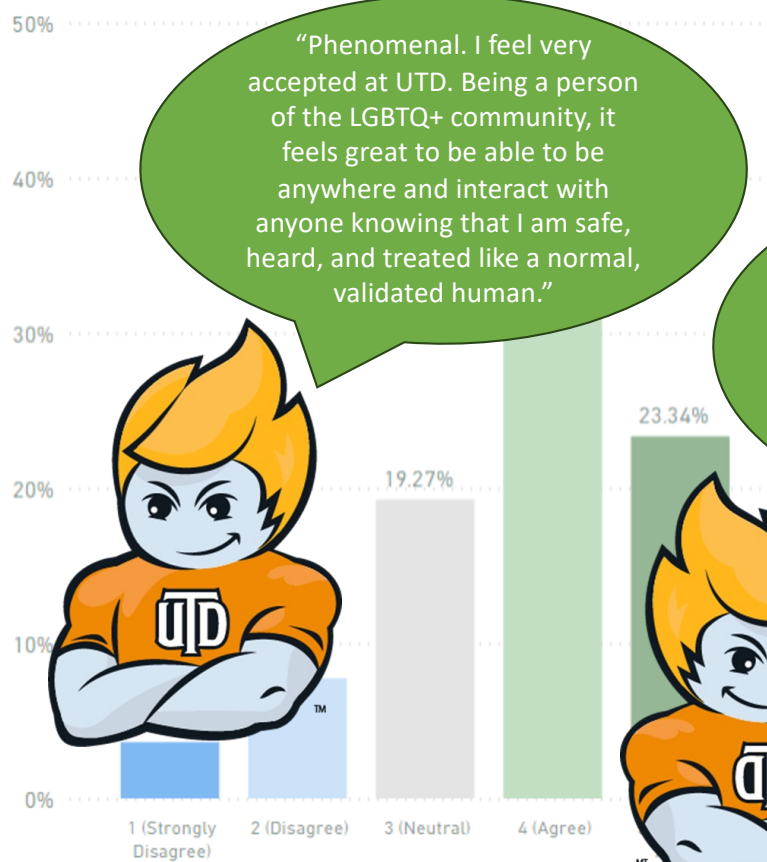 50%
“Phenomenal. I feel very
accepted at UTD. Being a person
of the LGBTQ+ community, it
feels great to be able to be
anywhere and interact with
anyone knowing that I am safe,
heard, and treated like a normal,
validated human.”
40%
30%
23.34%
20%
19.27%
UTD
10%
TM
0%
1 (Strongly
Disagree)
2 (Disagree)
3 (Neutral)
4 (Agree)